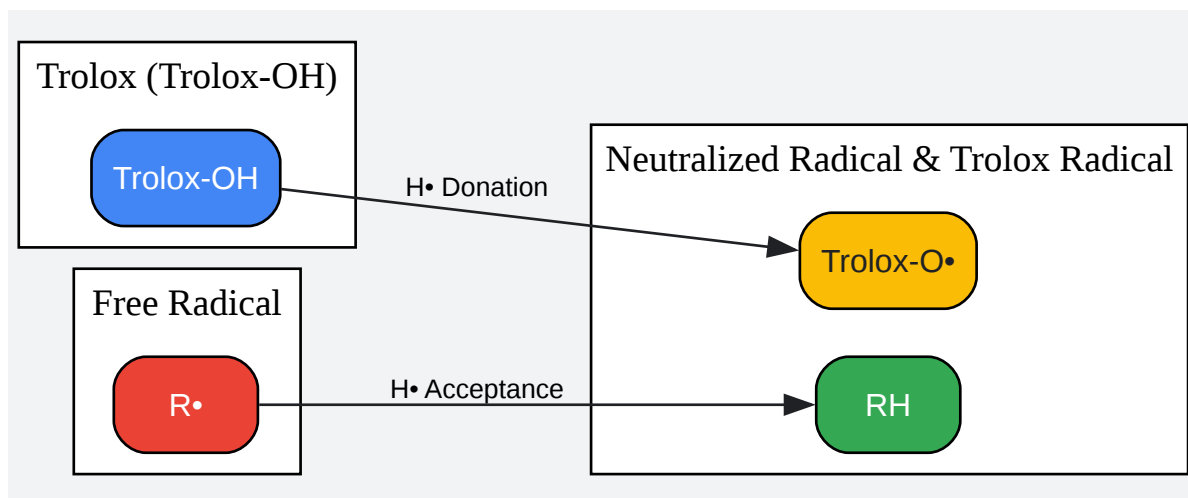 Trolox (Trolox-OH)
Trolox-OH
H• Donation
Free Radical
R•
H• Acceptance
Neutralized Radical & Trolox Radical
Trolox-O•
RH